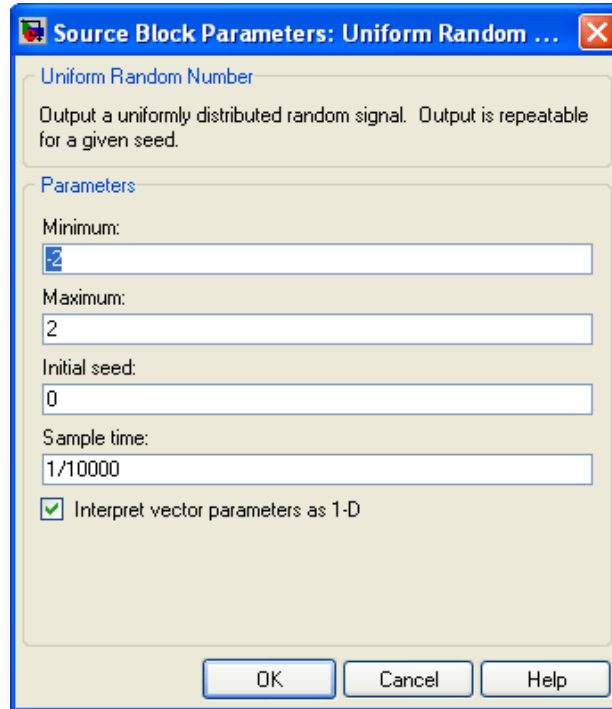 Source Block Parameters: Uniform Random ...
Uniform Random Number
Output a uniformly distributed random signal.  Output is repeatable
for a given seed.
Parameters
Minimum:
-2
Maximum:
2
Initial seed:
0
Sample time:
1/10000
Interpret vector parameters as 1-D
OK Cancel Help